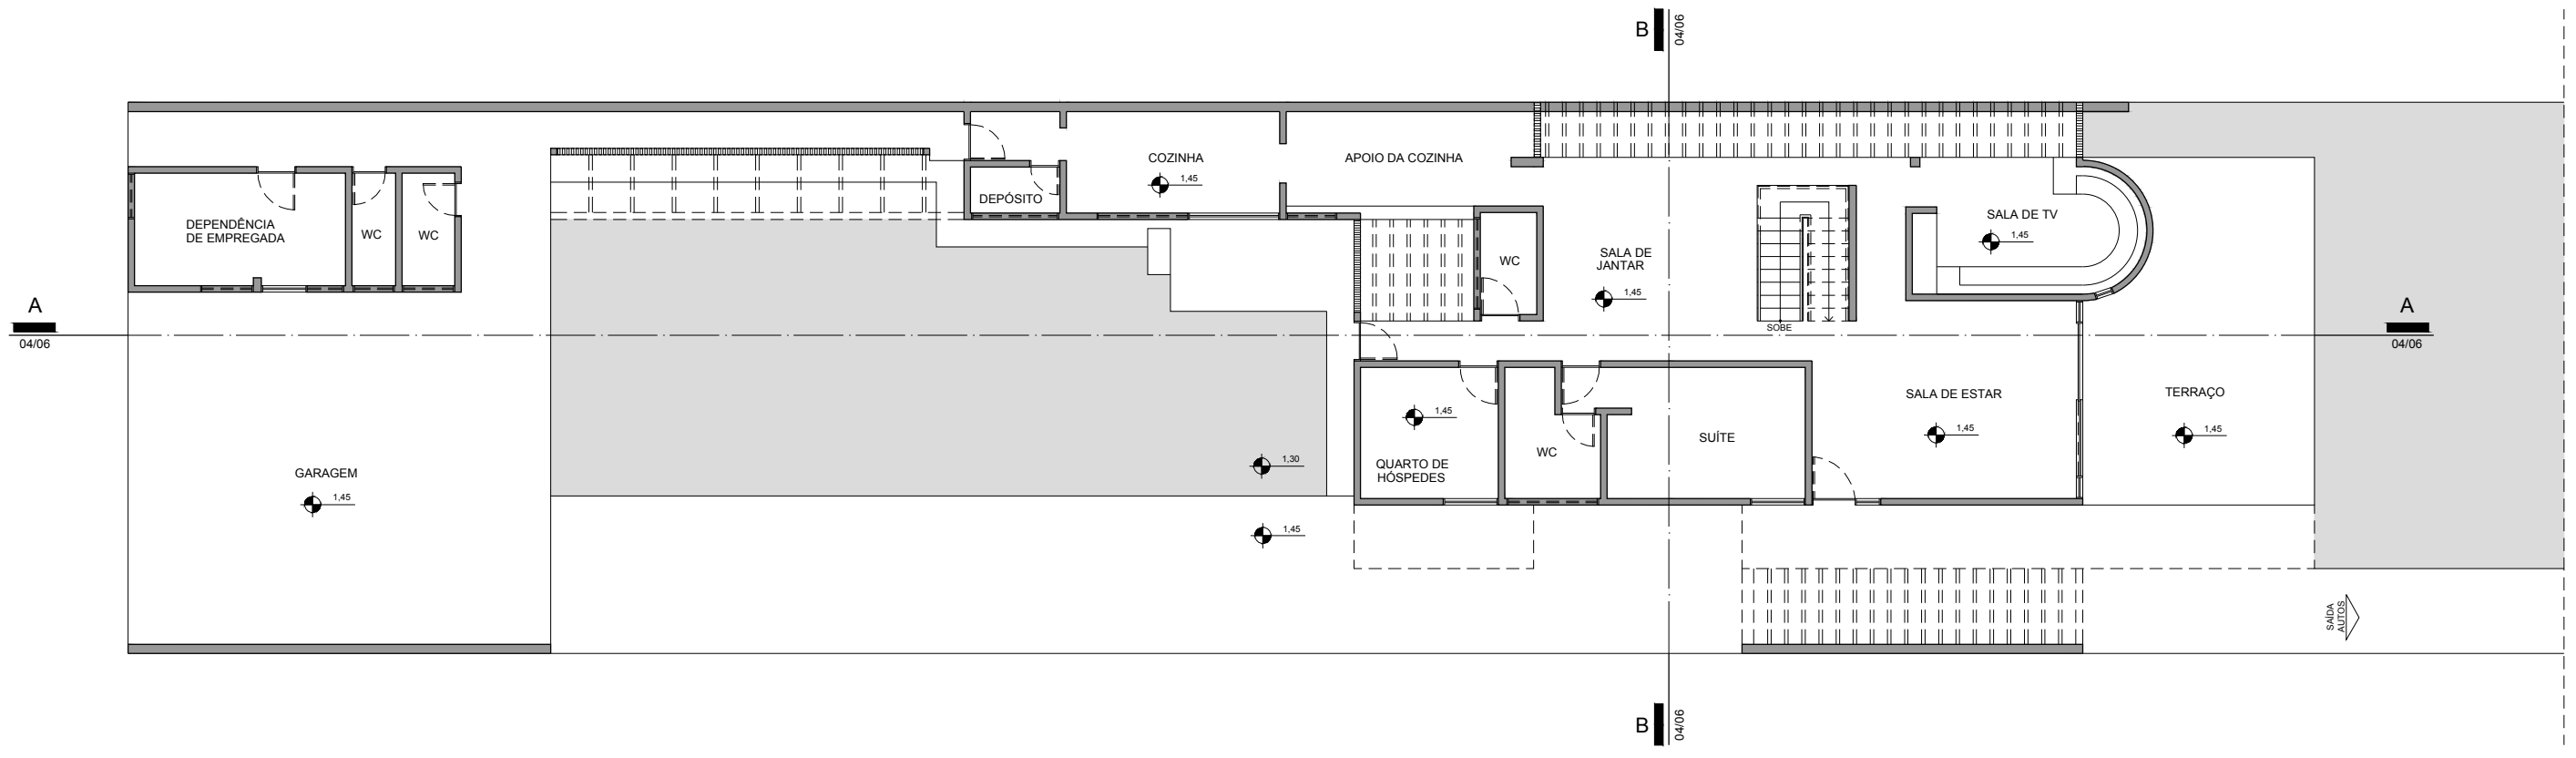 B
04/06
COZINHA
1,45
APOIO DA COZINHA
DEPÓSITO
DEPENDÊNCIA
DE EMPREGADA
WC
WC
WC
SALA DE
JANTAR
1,45
SALA DE TV
1,45
SOBE
A
04/06
A
04/06
GARAGEM
1,45
1,30
1,45
1,45
QUARTO DE
HÓSPEDES
WC
SUÍTE
SALA DE ESTAR
1,45
TERRAÇO
1,45
SAÍDA
AUTOS
B
04/06